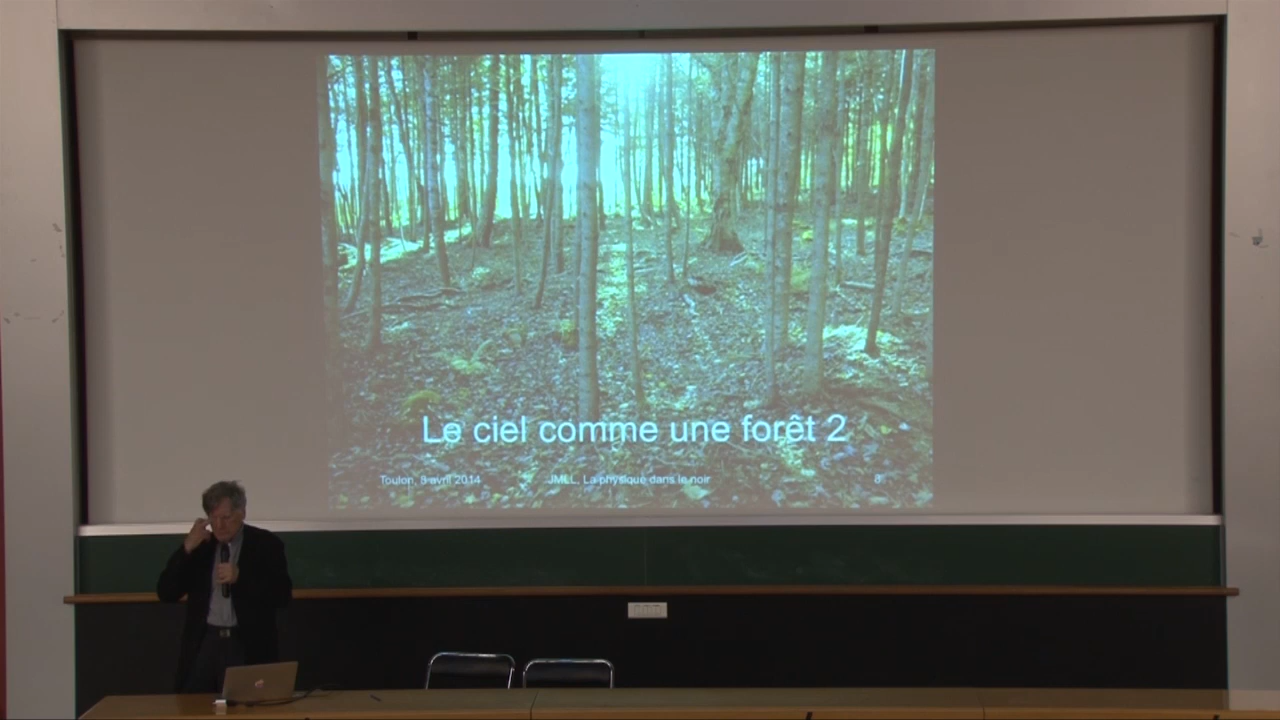 Le ciel comme une forêt 2
Toulon, 8 avril 2014 JMLL, La physique dans le noir 8